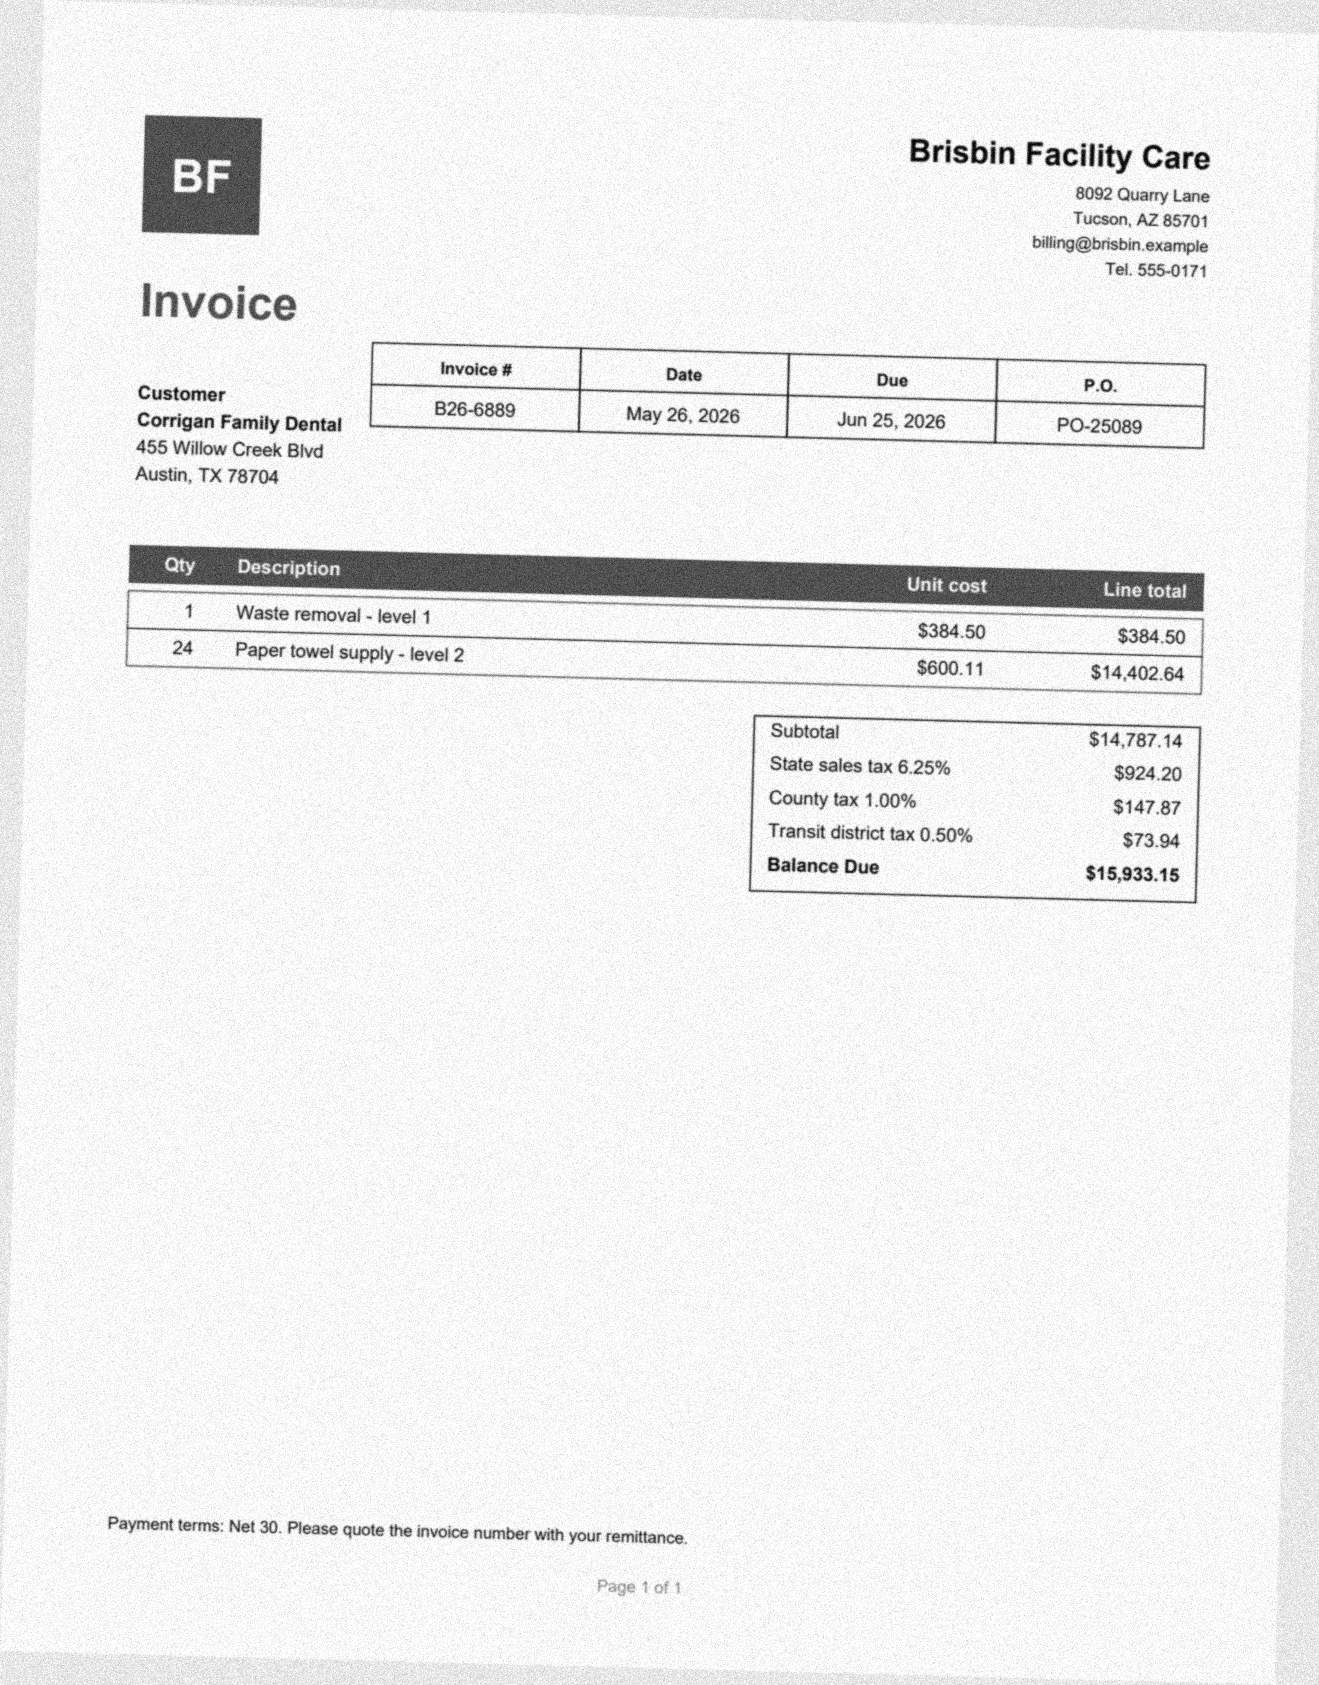 BF
Brisbin Facility Care
8092 Quarry Lane
Tucson, AZ 85701
billing@brisbin.example
Tel. 555-0171
Invoice
Customer
Corrigan Family Dental
455 Willow Creek Blvd
Austin, TX 78704
Invoice # Date Due P.O.
B26-6889 May 26, 2026 Jun 25, 2026 PO-25089
Qty Description Unit cost Line total
1 Waste removal - level 1 $384.50 $384.50
24 Paper towel supply - level 2 $600.11 $14,402.64
Subtotal $14,787.14
State sales tax 6.25% $924.20
County tax 1.00% $147.87
Transit district tax 0.50% $73.94
Balance Due $15,933.15
Payment terms: Net 30. Please quote the invoice number with your remittance.
Page 1 of 1